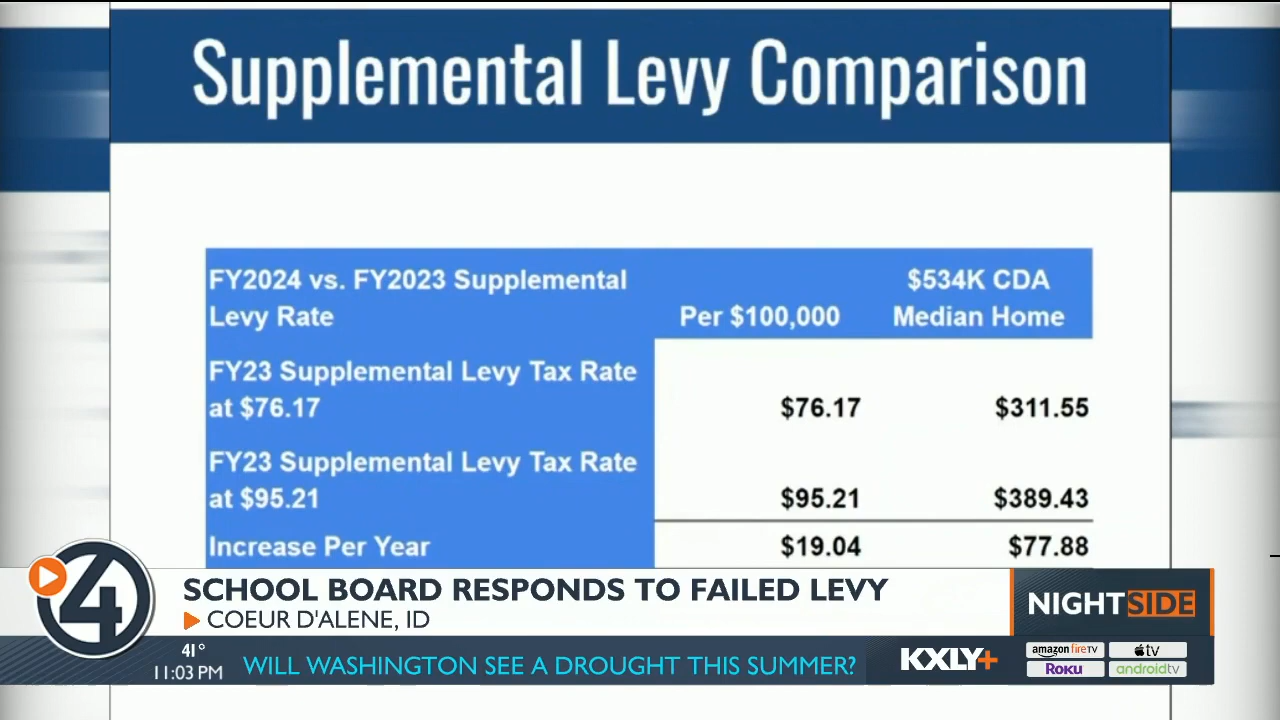 Supplemental Levy Comparison
FY2024 vs. FY2023 Supplemental
Levy Rate
Per $100,000
$534K CDA
Median Home
FY23 Supplemental Levy Tax Rate
at $76.17
$76.17
$311.55
FY23 Supplemental Levy Tax Rate
at $95.21
$95.21
$389.43
Increase Per Year
$19.04
$77.88
4
SCHOOL BOARD RESPONDS TO FAILED LEVY
COEUR D'ALENE, ID
NIGHTSIDE
41°
11:03 PM
WILL WASHINGTON SEE A DROUGHT THIS SUMMER?
KXLY+
amazon fireTV
tv
Roku
androidtv